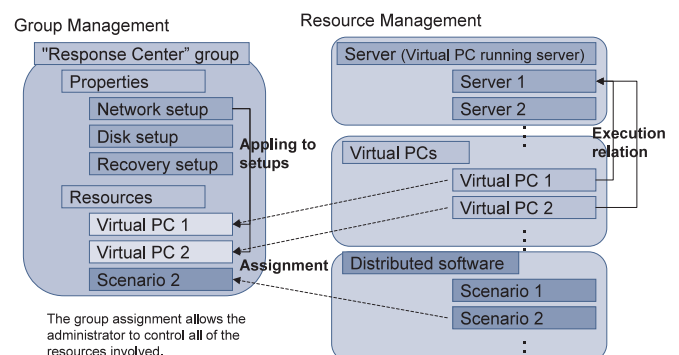 Group Management
"Response Center" group
Properties
Network setup
Disk setup
Recovery setup
Appling to
setups
Resources
Virtual PC 1
Virtual PC 2
Scenario 2
Assignment
The group assignment allows the
administrator to control all of the
resources involved.
Resource Management
Server (Virtual PC running server)
Server 1
Server 2
Execution
relation
Virtual PCs
Virtual PC 1
Virtual PC 2
Distributed software
Scenario 1
Scenario 2